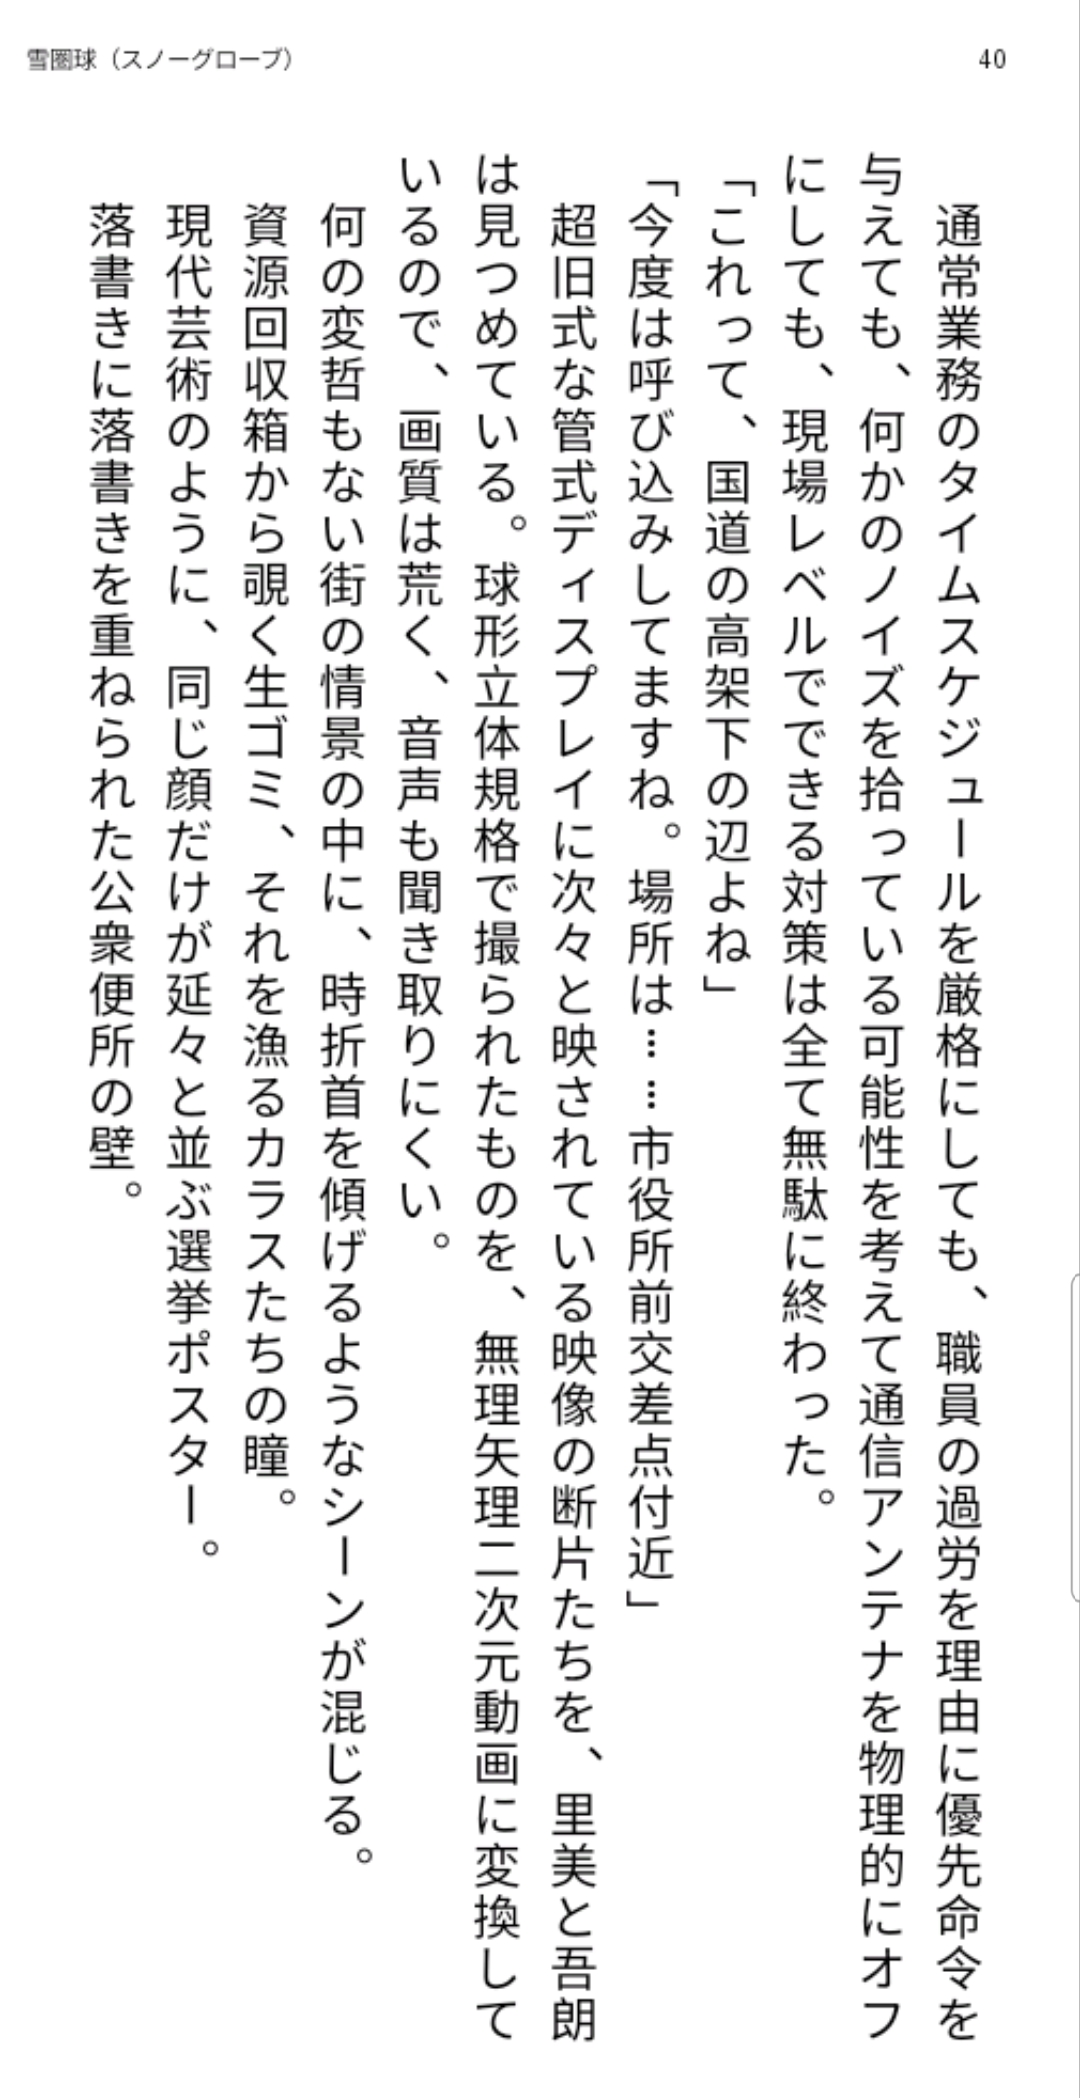 雪圏球（スノーグローブ）
40
　通常業務のタイムスケジュールを厳格にしても、職員の過労を理由に優先命令を
与えても、何かのノイズを拾っている可能性を考えて通信アンテナを物理的にオフ
にしても、現場レベルでできる対策は全て無駄に終わった。
「これって、国道の高架下の辺よね」
「今度は呼び込みしてますね。場所は……市役所前交差点付近」
　超旧式な管式ディスプレイに次々と映されている映像の断片たちを、里美と吾朗
は見つめている。球形立体規格で撮られたものを、無理矢理二次元動画に変換して
いるので、画質は荒く、音声も聞き取りにくい。
　何の変哲もない街の情景の中に、時折首を傾げるようなシーンが混じる。
　資源回収箱から覗く生ゴミ、それを漁るカラスたちの瞳。
　現代芸術のように、同じ顔だけが延々と並ぶ選挙ポスター。
　落書きに落書きを重ねられた公衆便所の壁。